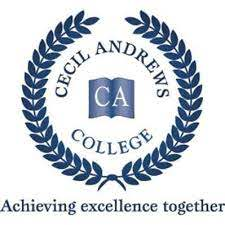 CECIL ANDREWS
CA
COLLEGE
Achieving excellence together